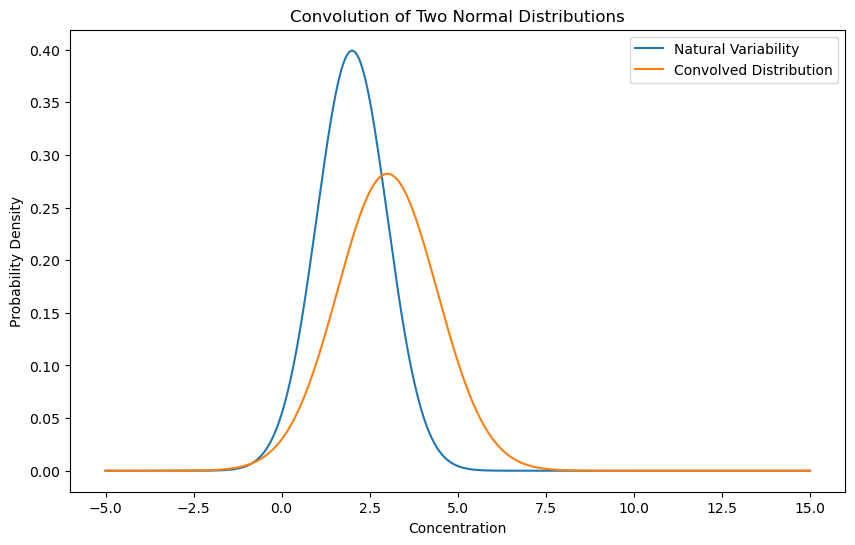 Convolution of Two Normal Distributions
Natural Variability
Convolved Distribution
0.40
0.35
0.30
0.25
0.20
0.15
0.10
0.05
0.00
Probability Density
−5.0 −2.5 0.0 2.5 5.0 7.5 10.0 12.5 15.0
Concentration